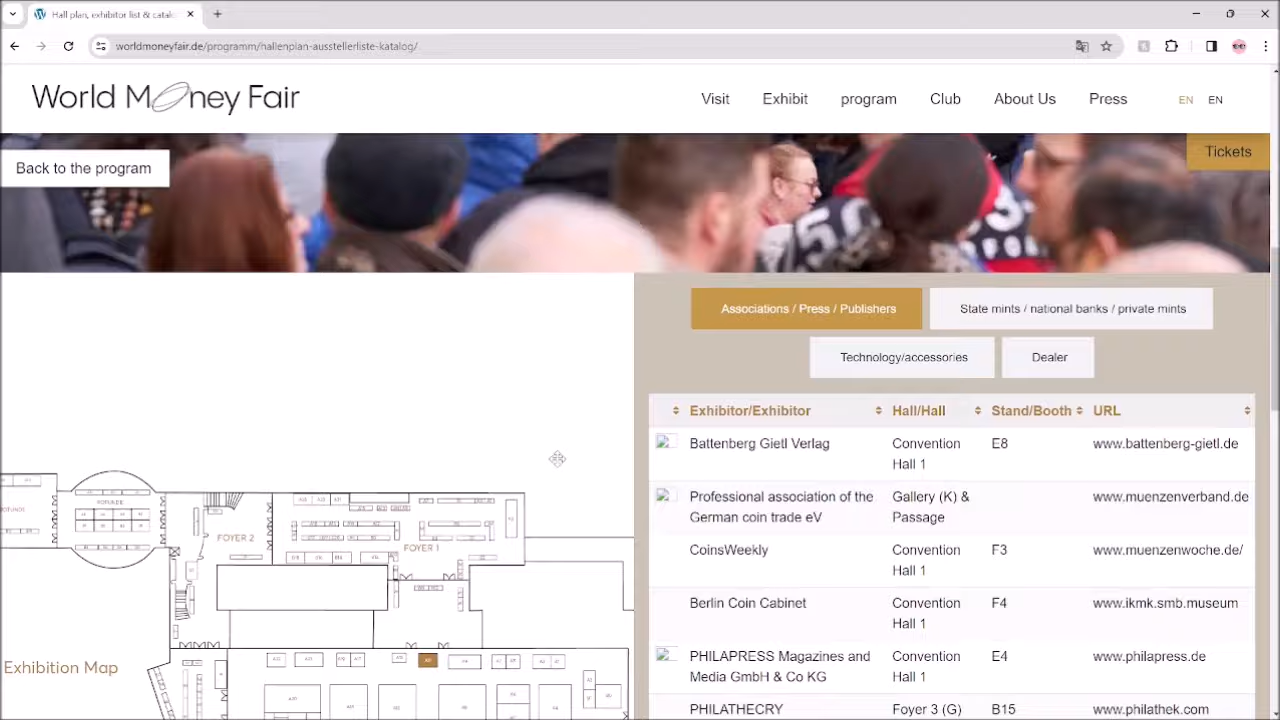 Hall plan, exhibitor list & catalo
worldmoneyfair.de/programm/hallenplan-ausstellerliste-katalog/
World Money Fair
Visit
Exhibit
program
Club
About Us
Press
EN
EN
Back to the program
Tickets
Associations / Press / Publishers
State mints / national banks / private mints
Technology/accessories
Dealer
Exhibitor/Exhibitor Hall/Hall Stand/Booth URL
Battenberg Gietl Verlag Convention E8 www.battenberg-gietl.de
Hall 1
Professional association of the Gallery (K) & www.muenzenverband.de
German coin trade eV Passage
CoinsWeekly Convention F3 www.muenzenwoche.de/
Hall 1
Berlin Coin Cabinet Convention F4 www.ikmk.smb.museum
Hall 1
PHILAPRESS Magazines and Convention E4 www.philapress.de
Media GmbH & Co KG Hall 1
PHILATHECRY Foyer 3 (G) B15 www.philathek.com
FOYER 2
FOYER 1
Exhibition Map